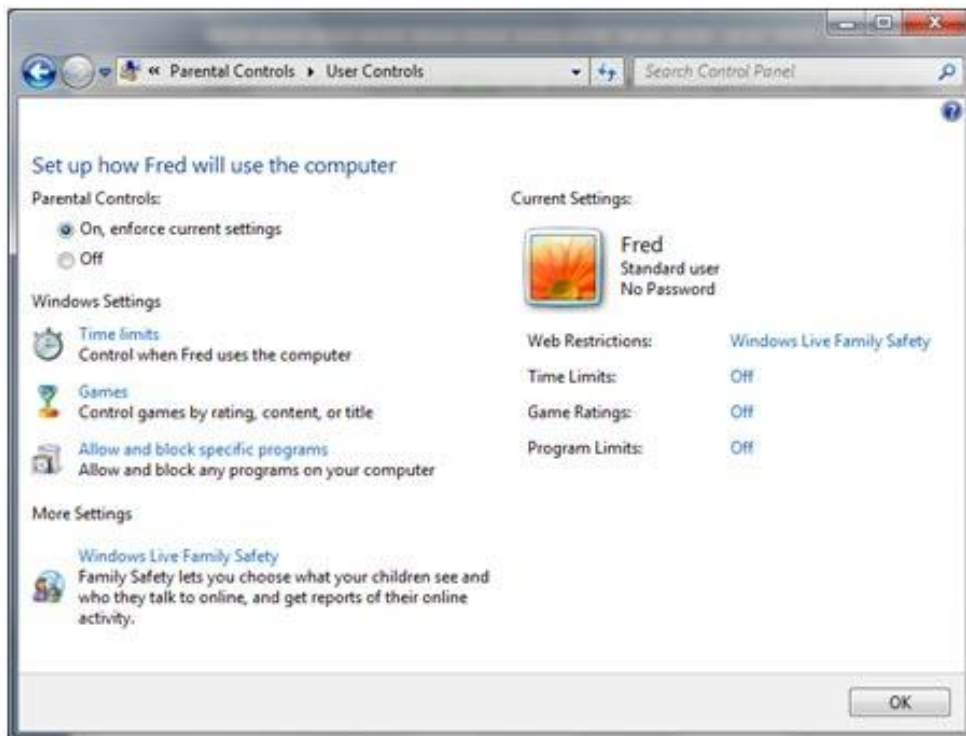 « Parental Controls ▸ User Controls
Search Control Panel
Set up how Fred will use the computer
Parental Controls:
On, enforce current settings
Off
Windows Settings
Time limits
Control when Fred uses the computer
Games
Control games by rating, content, or title
Allow and block specific programs
Allow and block any programs on your computer
More Settings
Windows Live Family Safety
Family Safety lets you choose what your children see and
who they talk to online, and get reports of their online
activity.
Current Settings:
Fred
Standard user
No Password
Web Restrictions: Windows Live Family Safety
Time Limits: Off
Game Ratings: Off
Program Limits: Off
OK